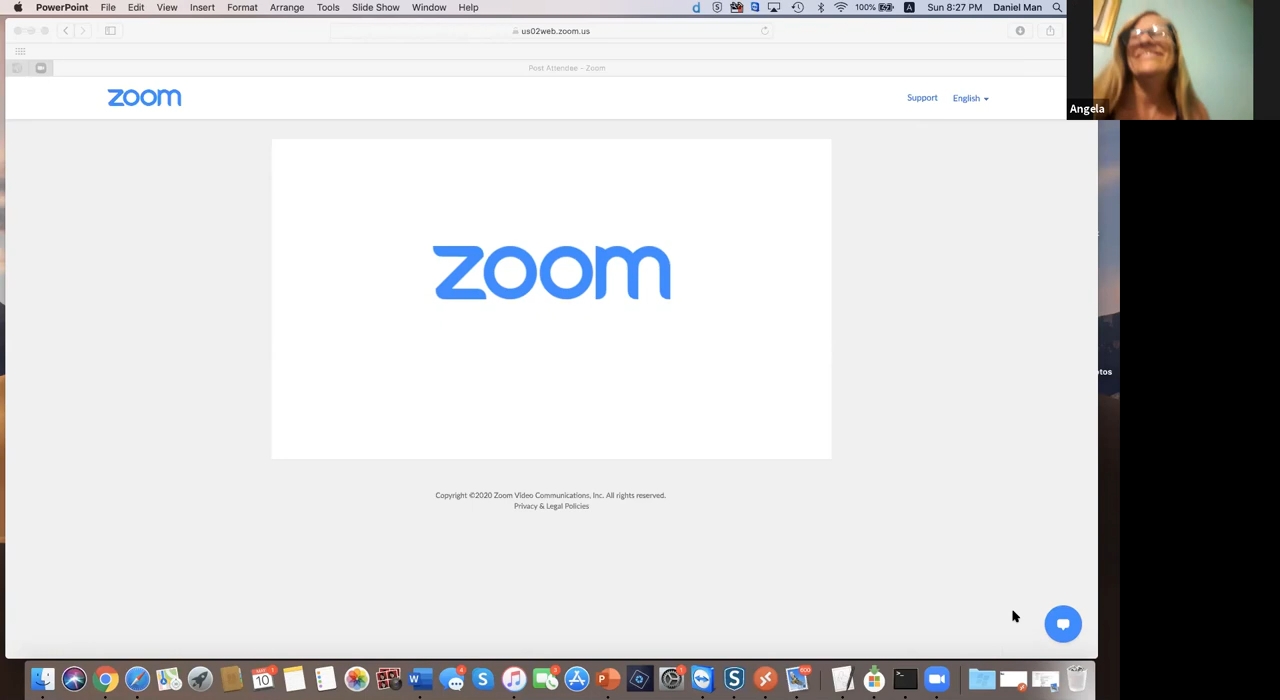 PowerPoint File Edit View Insert Format Arrange Tools Slide Show Window Help 100% Sun 8:27 PM Daniel Man
us02web.zoom.us
Post Attendee - Zoom
zoom Support English
Angela
zoom
otos
Copyright ©2020 Zoom Video Communications, Inc. All rights reserved.
Privacy & Legal Policies
10